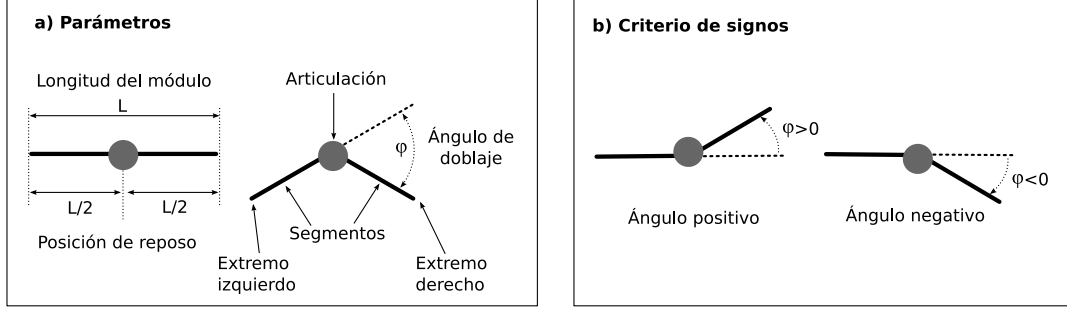 a) Parámetros
Longitud del módulo
L
L/2
L/2
Posición de reposo
Articulación
φ
Ángulo de
doblaje
Segmentos
Extremo
izquierdo
Extremo
derecho
b) Criterio de signos
φ>0
Ángulo positivo
φ<0
Ángulo negativo